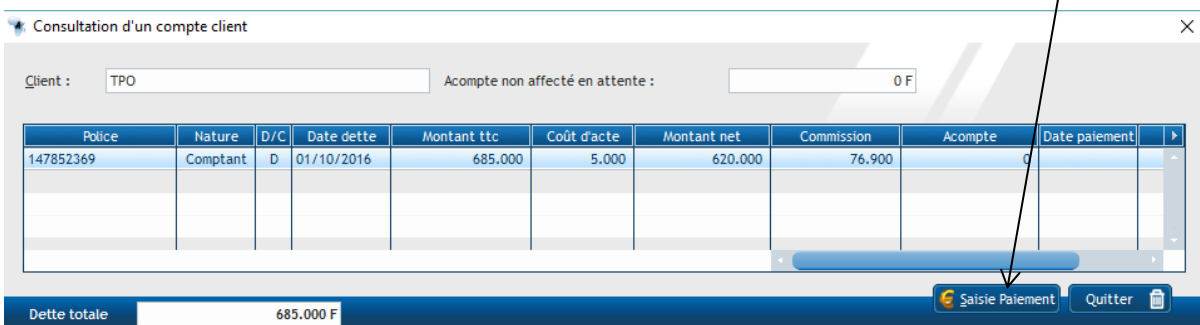 Consultation d'un compte client
Client : TPO Acompte non affecté en attente : 0 F
Police Nature D/C Date dette Montant ttc Coût d'acte Montant net Commission Acompte Date paiement
147852369 Comptant D 01/10/2016 685.000 5.000 620.000 76.900 0
€ Saisie Paiement Quitter
Dette totale 685.000 F